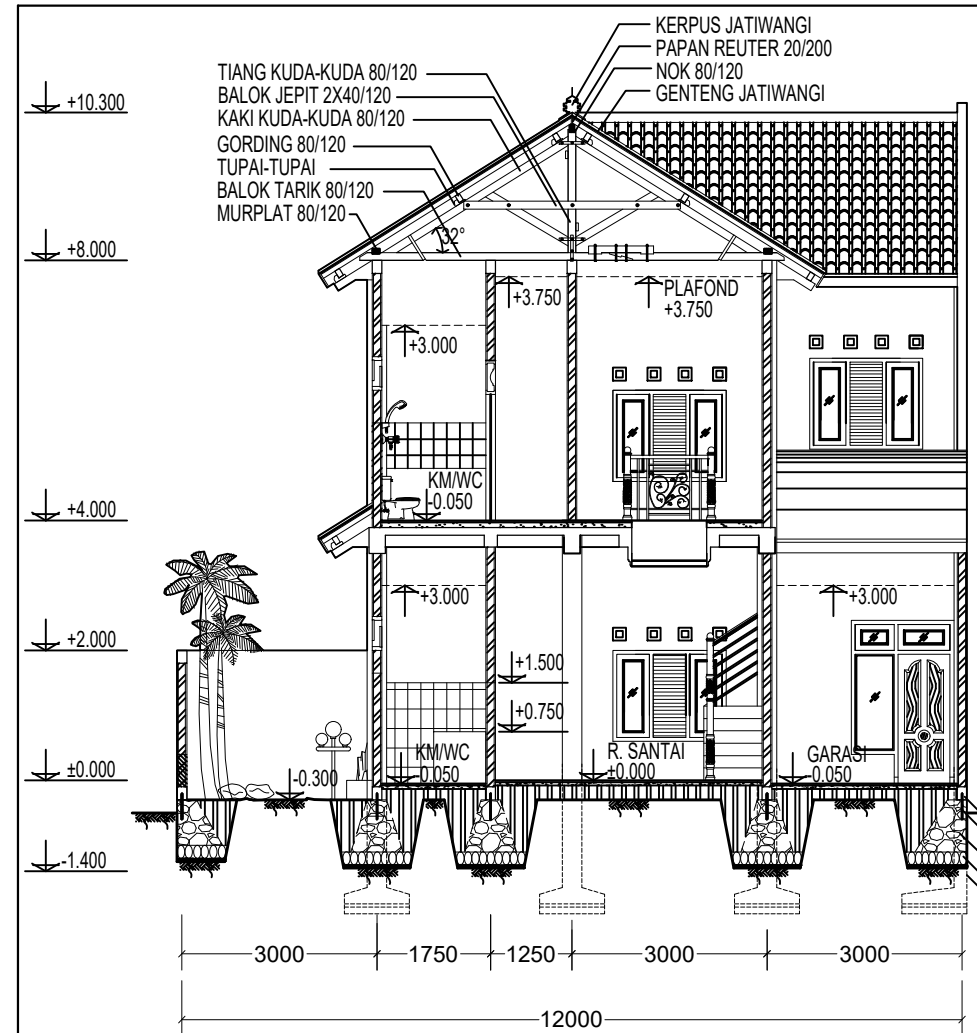 KERPUS JATIWANGI
PAPAN REUTER 20/200
NOK 80/120
GENTENG JATIWANGI
TIANG KUDA-KUDA 80/120
BALOK JEPIT 2X40/120
KAKI KUDA-KUDA 80/120
GORDING 80/120
TUPAI-TUPAI
BALOK TARIK 80/120
MURPLAT 80/120
+10.300
32°
+8.000
+3.750
PLAFOND
+3.750
+3.000
KM/WC
-0.050
+4.000
+3.000
+3.000
+2.000
+1.500
+0.750
KM/WC
-0.050
R. SANTAI
±0.000
GARASI
-0.050
±0.000
-0.300
-1.400
3000
1750
1250
3000
3000
12000